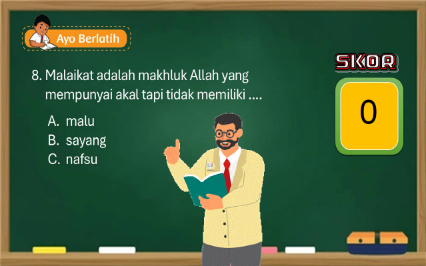 Ayo Berlatih
SKOR
0
8. Malaikat adalah makhluk Allah yang
mempunyai akal tapi tidak memiliki ....
A. malu
B. sayang
C. nafsu